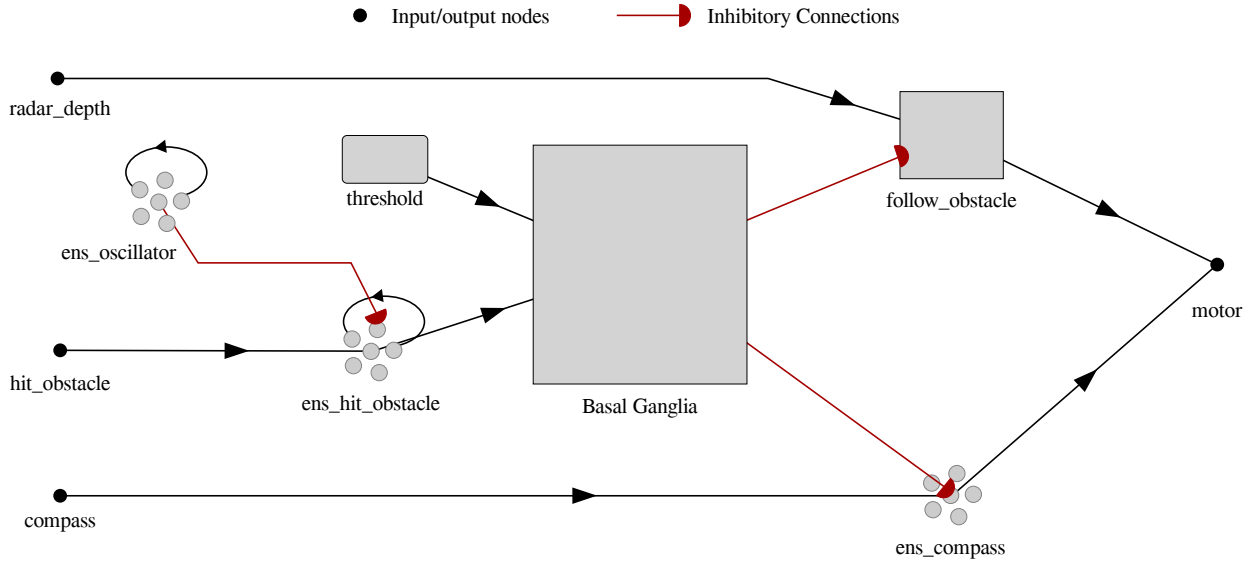 Input/output nodes
Inhibitory Connections
radar_depth
threshold
follow_obstacle
ens_oscillator
motor
hit_obstacle
ens_hit_obstacle
Basal Ganglia
compass
ens_compass